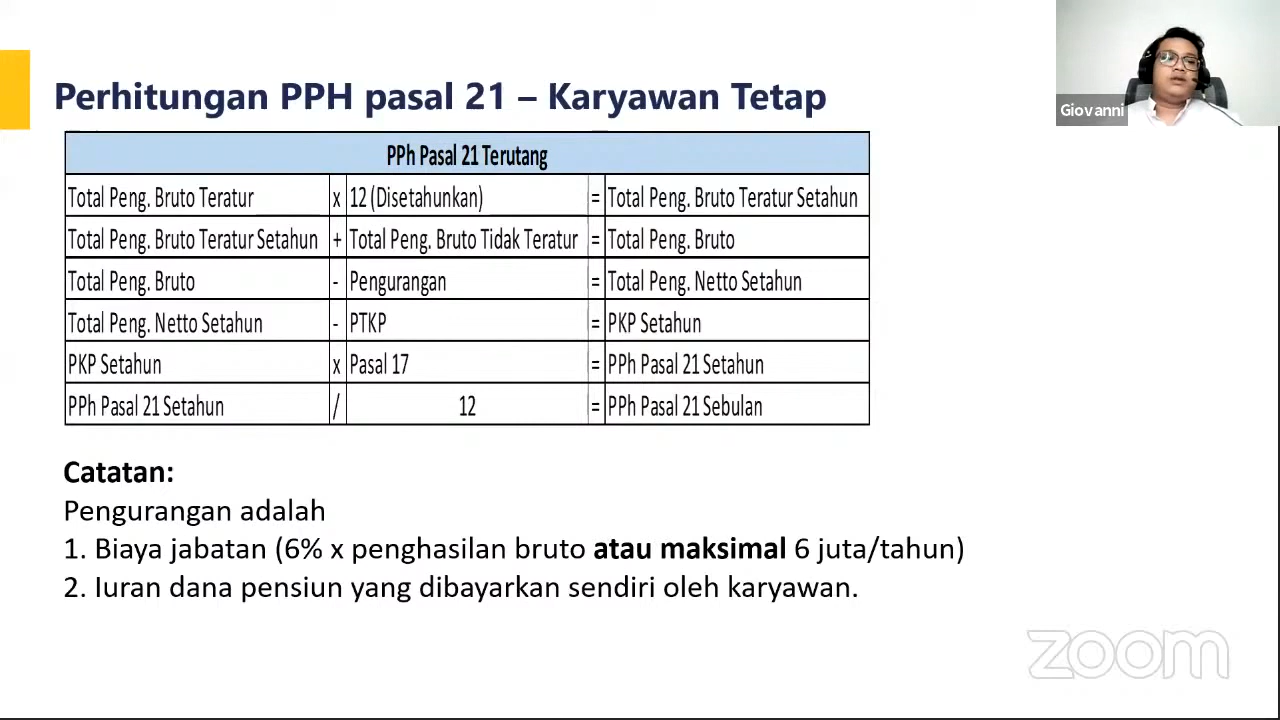 Giovanni
Perhitungan PPH pasal 21 – Karyawan Tetap
PPh Pasal 21 Terutang
Total Peng. Bruto Teratur x 12 (Disetahunkan) = Total Peng. Bruto Teratur Setahun
Total Peng. Bruto Teratur Setahun + Total Peng. Bruto Tidak Teratur = Total Peng. Bruto
Total Peng. Bruto - Pengurangan = Total Peng. Netto Setahun
Total Peng. Netto Setahun - PTKP = PKP Setahun
PKP Setahun x Pasal 17 = PPh Pasal 21 Setahun
PPh Pasal 21 Setahun / 12 = PPh Pasal 21 Sebulan
Catatan:
Pengurangan adalah
1. Biaya jabatan (6% x penghasilan bruto atau maksimal 6 juta/tahun)
2. Iuran dana pensiun yang dibayarkan sendiri oleh karyawan.
zoom